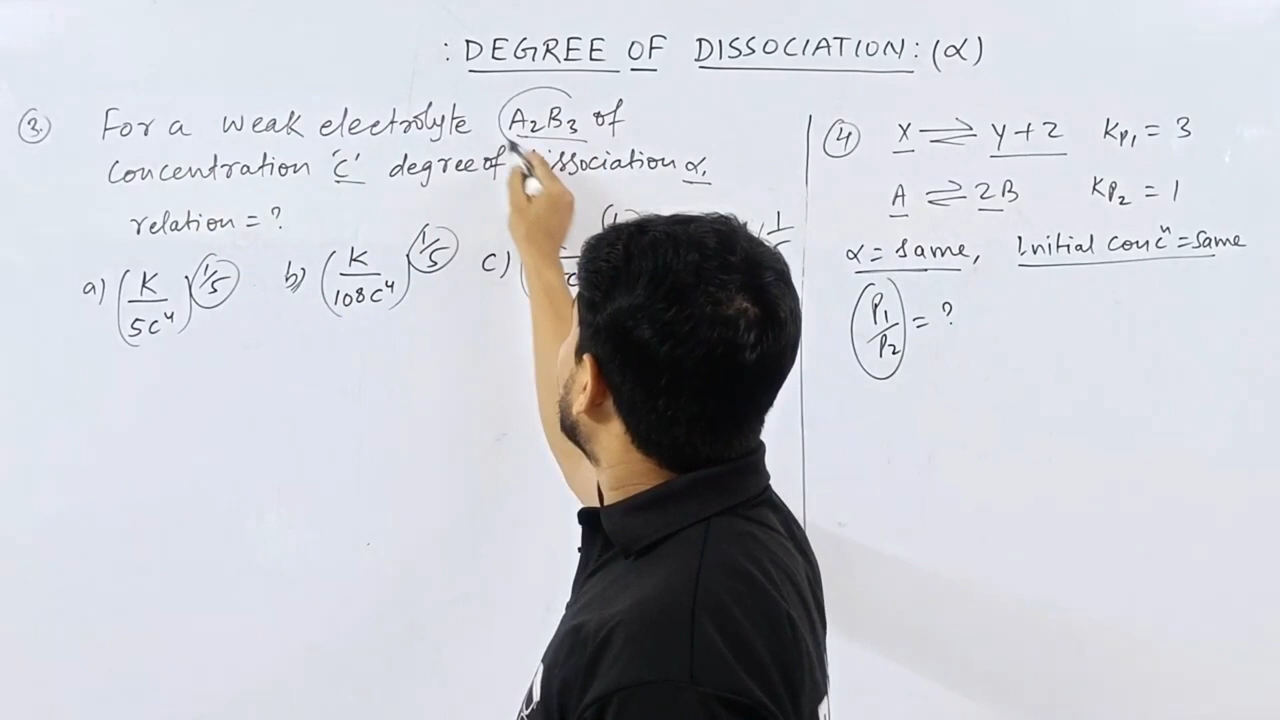 : DEGREE OF DISSOCIATION: (α)
3. For a weak electrolyte A₂B₃ of
concentration 'c' degree of dissociation α.
relation = ?
a) (K/5c⁴)^(1/5) b) (K/108c⁴)^(1/5) c)
4 X ⇌ Y + Z Kp₁ = 3
A ⇌ 2B Kp₂ = 1
α = same, Initial concⁿ = same
P₁/P₂ = ?